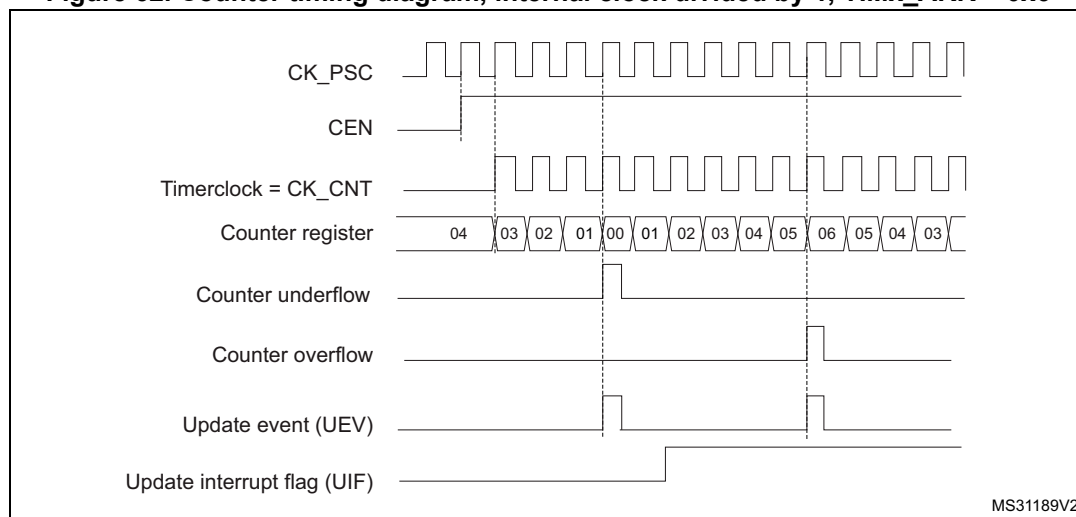 CK_PSC
CEN
Timerclock = CK_CNT
Counter register 04 03 02 01 00 01 02 03 04 05 06 05 04 03
Counter underflow
Counter overflow
Update event (UEV)
Update interrupt flag (UIF)
MS31189V2